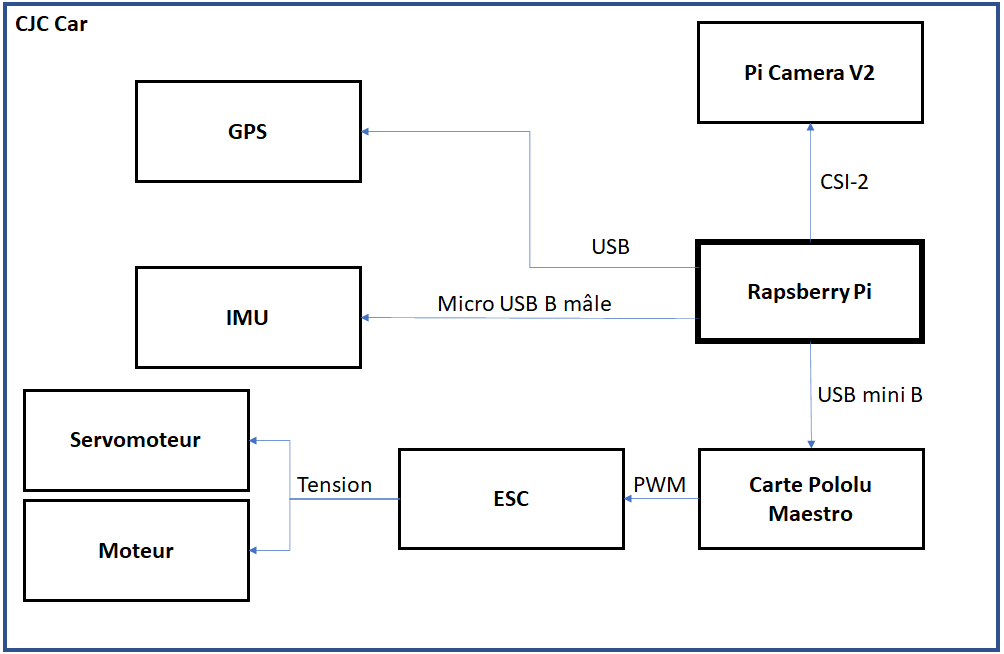 CJC Car
Pi Camera V2
GPS
CSI-2
USB
Rapsberry Pi
Micro USB B mâle
IMU
USB mini B
Servomoteur
Tension
ESC
PWM
Carte Pololu
Maestro
Moteur